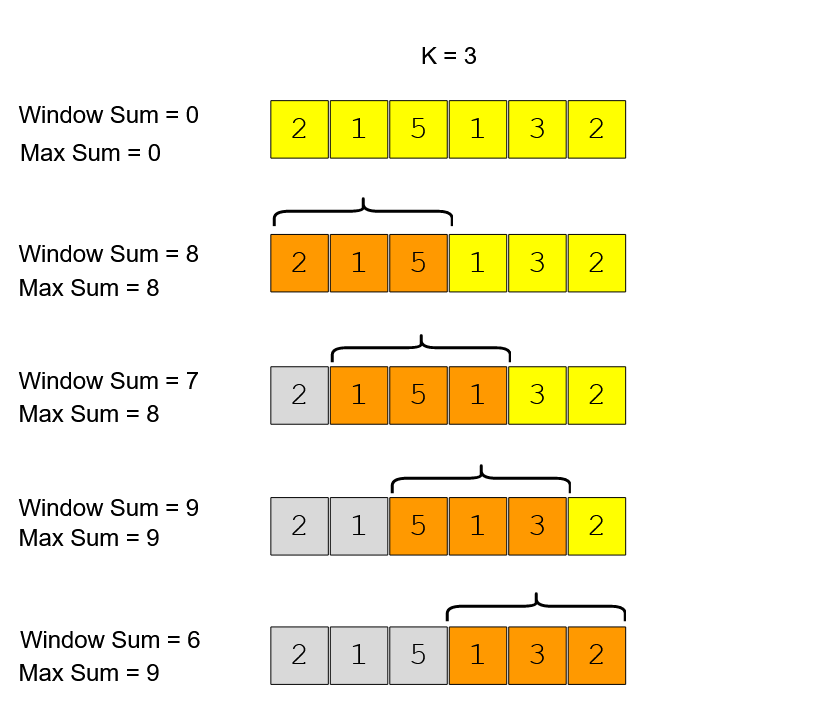 K = 3
Window Sum = 0
Max Sum = 0
2 1 5 1 3 2
Window Sum = 8
Max Sum = 8
2 1 5 1 3 2
Window Sum = 7
Max Sum = 8
2 1 5 1 3 2
Window Sum = 9
Max Sum = 9
2 1 5 1 3 2
Window Sum = 6
Max Sum = 9
2 1 5 1 3 2